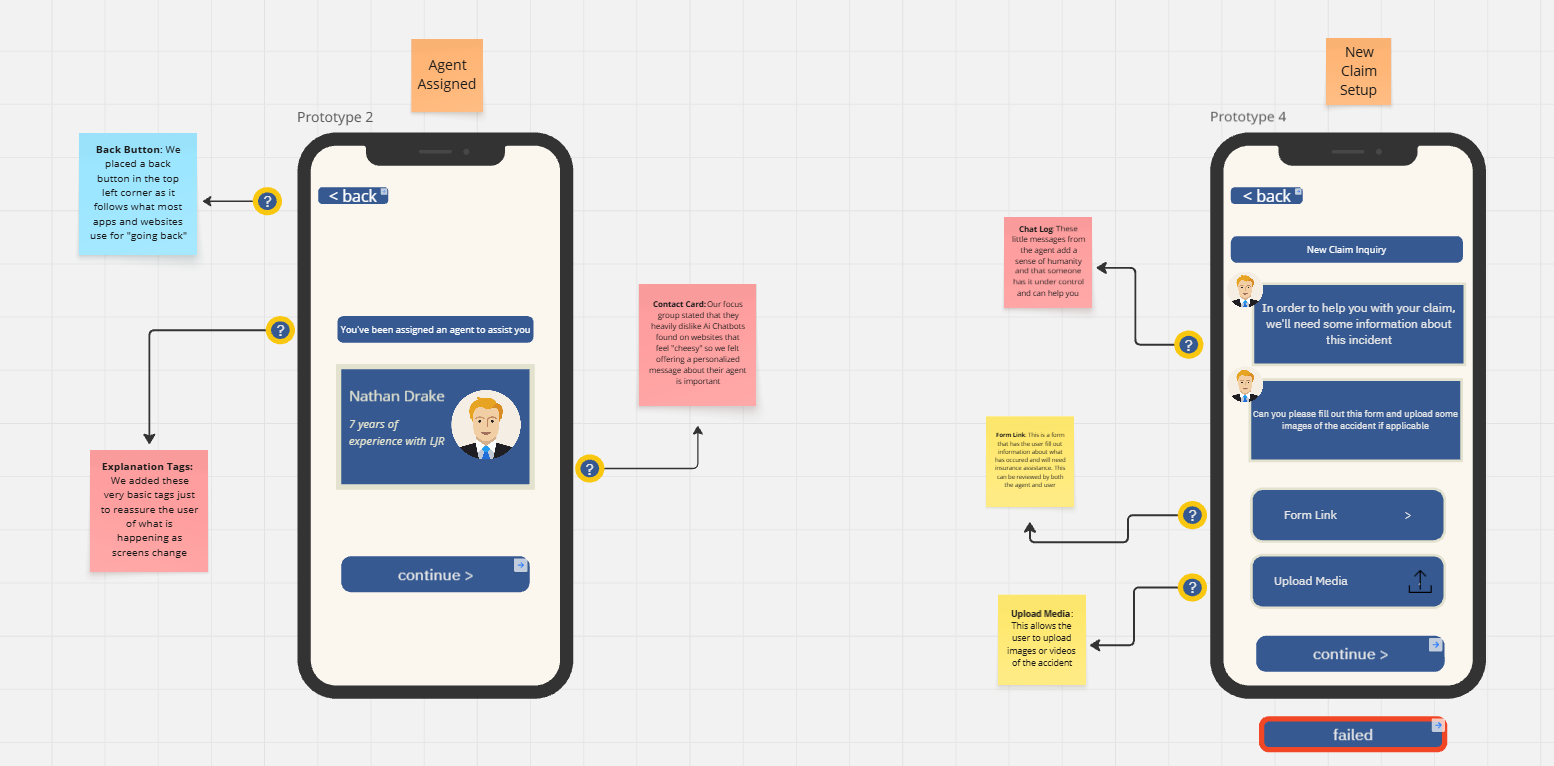 Agent
Assigned
Prototype 2
Back Button: We
placed a back
button in the top
left corner as it
follows what most
apps and websites
use for "going back"
?
< back
?
You've been assigned an agent to assist you
Nathan Drake
7 years of
experience with LJR
?
continue >
Explanation Tags:
We added these
very basic tags just
to reassure the user
of what is
happening as
screens change
Contact Card:Our focus
group stated that they
heavily dislike Ai Chatbots
found on websites that
feel "cheesy" so we felt
offering a personalized
message about their agent
is important
New
Claim
Setup
Prototype 4
Chat Log: These
little messages from
the agent add a
sense of humanity
and that someone
has it under control
and can help you
?
< back
New Claim Inquiry
In order to help you with your claim,
we'll need some information about
this incident
Can you please fill out this form and upload some
images of the accident if applicable
Form Link: This is a form
that has the user fill out
information about what
has occured and will need
insurance assistance. This
can be reviewed by both
the agent and user
?
Form Link >
?
Upload Media
Upload Media:
This allows the
user to upload
images or videos
of the accident
continue >
failed